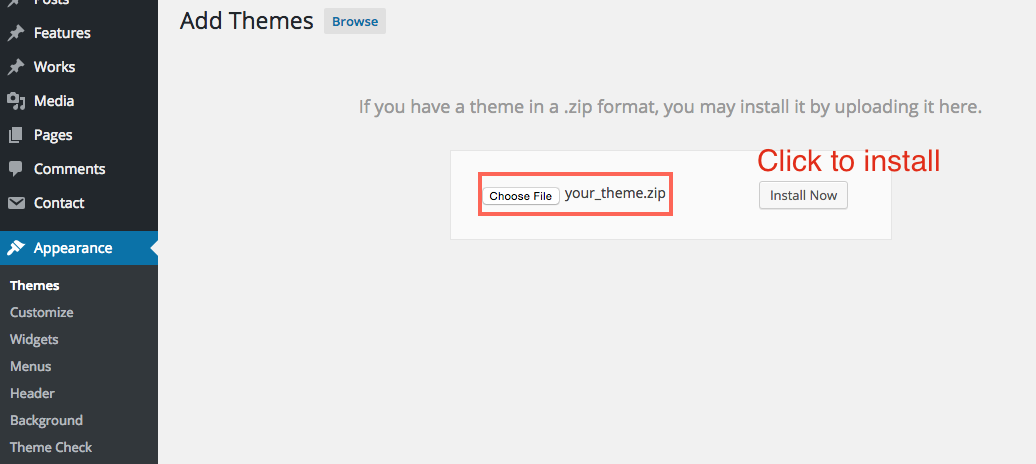 Posts
Features
Works
Media
Pages
Comments
Contact
Appearance
Themes
Customize
Widgets
Menus
Header
Background
Theme Check
Add Themes Browse
If you have a theme in a .zip format, you may install it by uploading it here.
Click to install
Choose File your_theme.zip Install Now